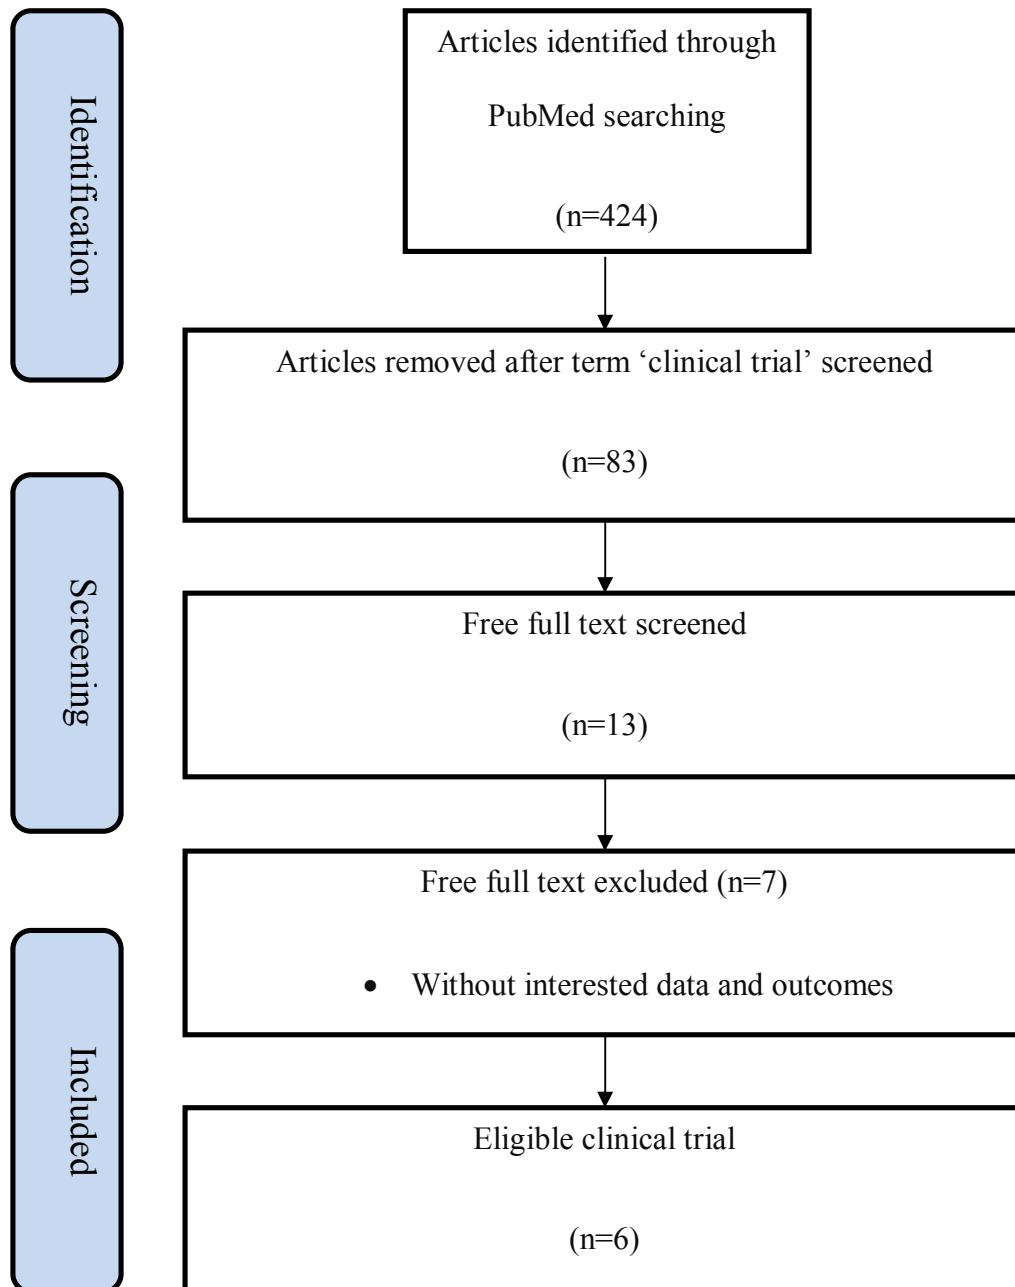 Identification
Articles identified through
PubMed searching
(n=424)
Articles removed after term ‘clinical trial’ screened
(n=83)
Screening
Free full text screened
(n=13)
Free full text excluded (n=7)
• Without interested data and outcomes
Included
Eligible clinical trial
(n=6)